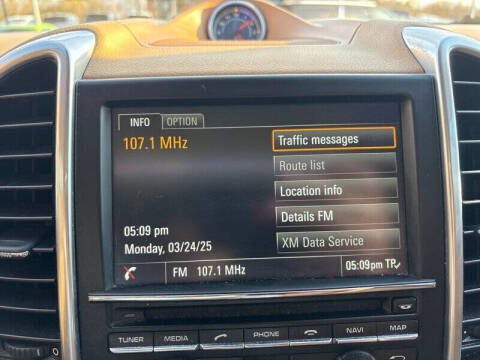 INFO OPTION
107.1 MHz
Traffic messages
Route list
Location info
Details FM
XM Data Service
05:09 pm
Monday, 03/24/25
FM 107.1 MHz 05:09pm TP
TUNER MEDIA PHONE NAVI MAP